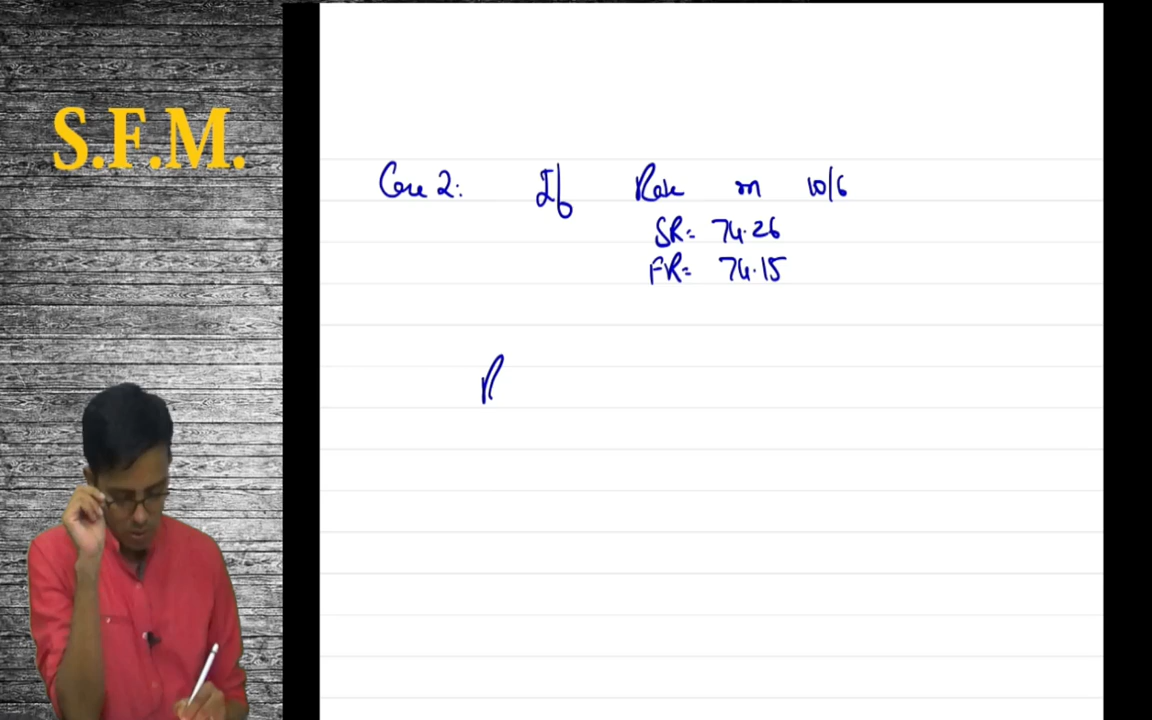 S.F.M.
Case 2: If Rate on 10/6
SR= 74.26
FR= 74.15